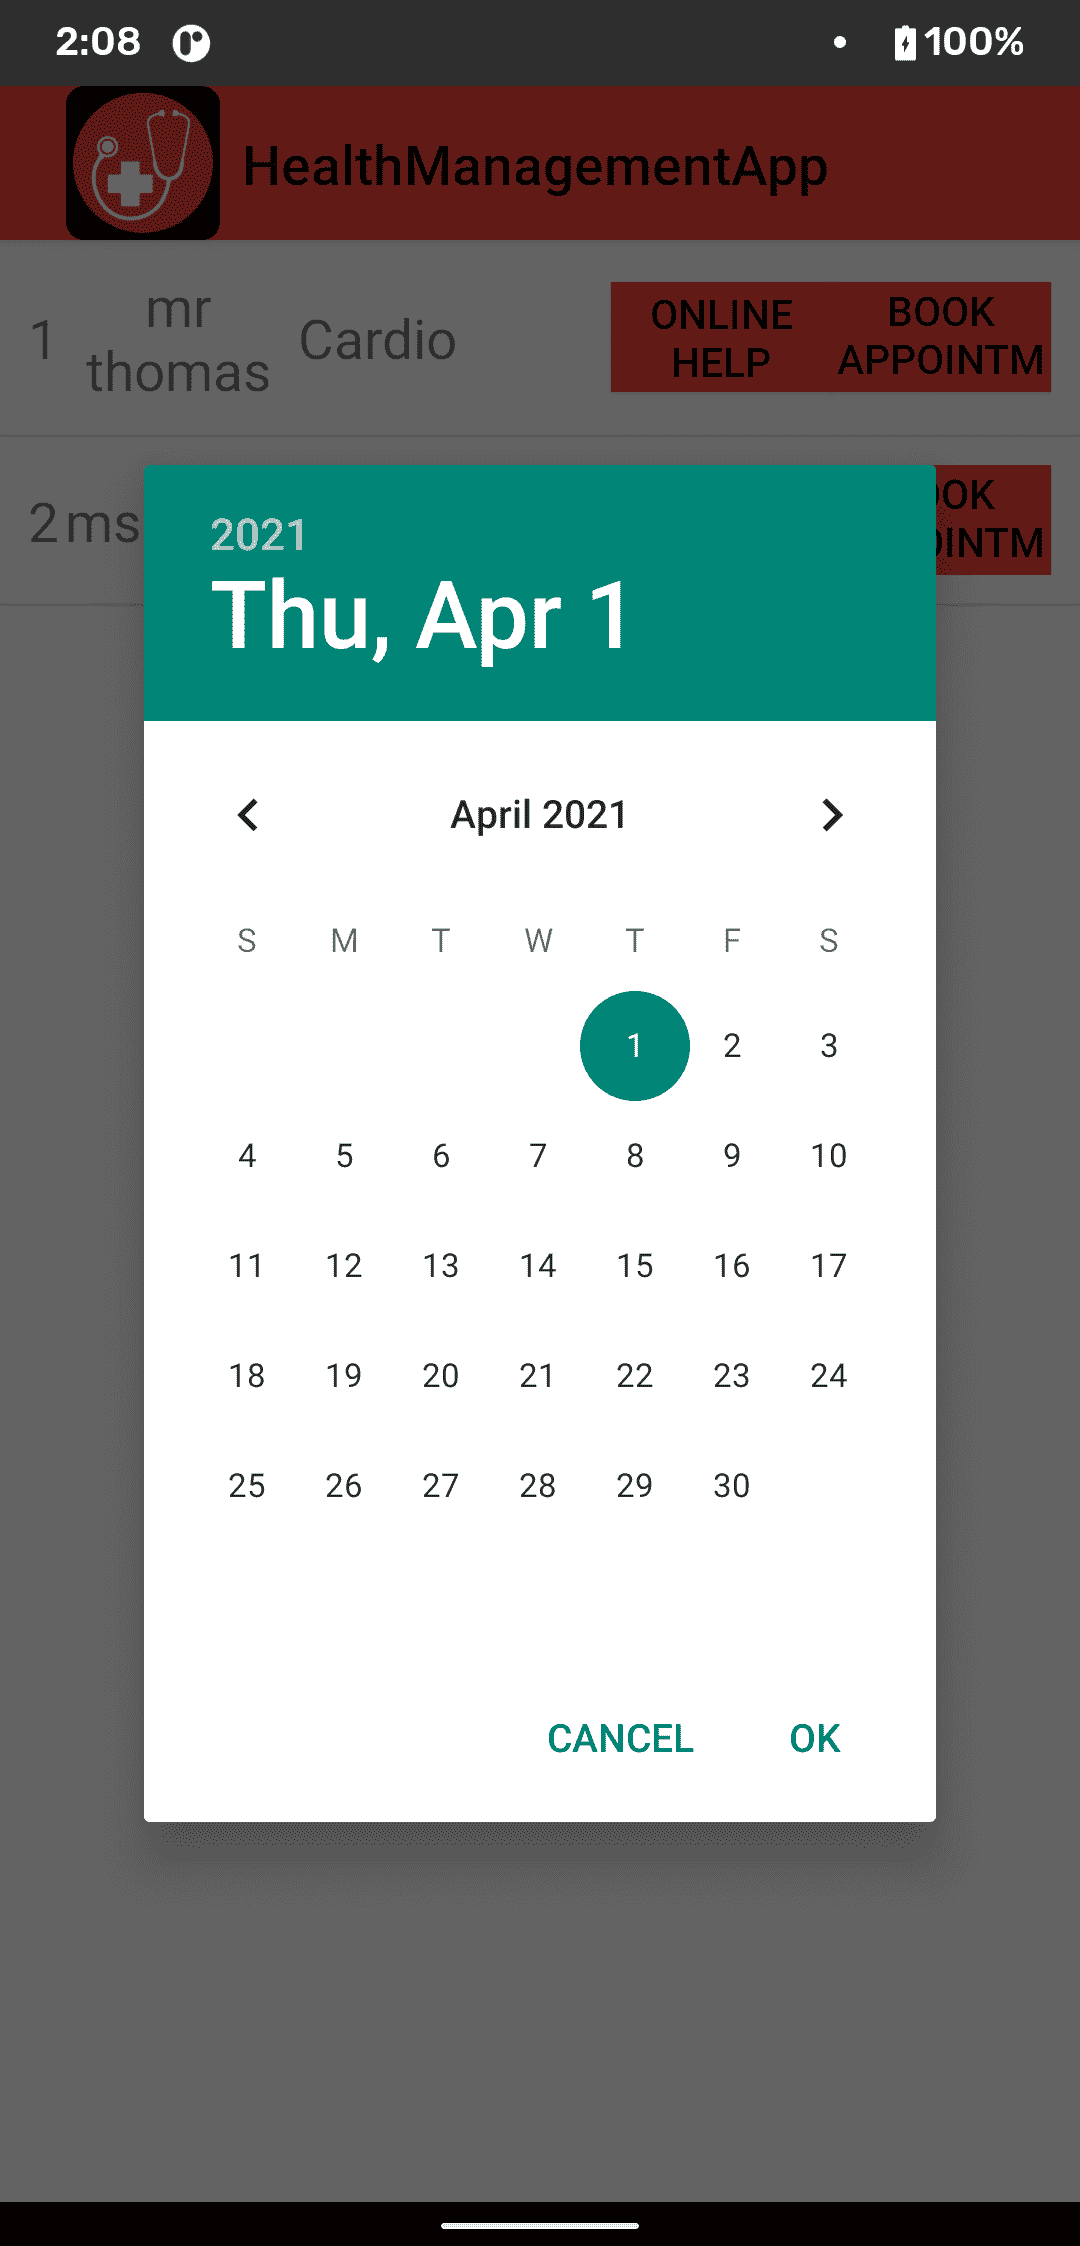 2:08 100%
HealthManagementApp
1 mr thomas Cardio ONLINE HELP BOOK APPOINTM
2 ms
2021
Thu, Apr 1
April 2021
S M T W T F S
1 2 3
4 5 6 7 8 9 10
11 12 13 14 15 16 17
18 19 20 21 22 23 24
25 26 27 28 29 30
CANCEL OK